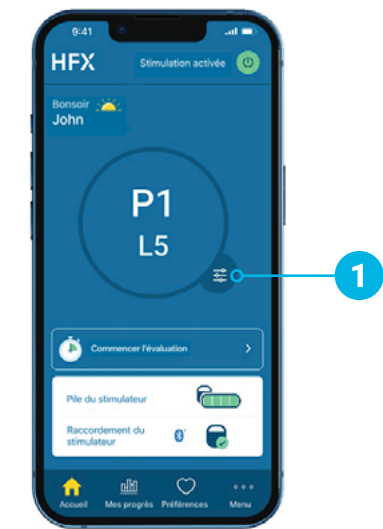 9:41
HFX
Stimulation activée
Bonsoir
John
P1
L5
1
Commencer l'évaluation
Pile du stimulateur
Raccordement du
stimulateur
Accueil Mes progrès Préférences Menu